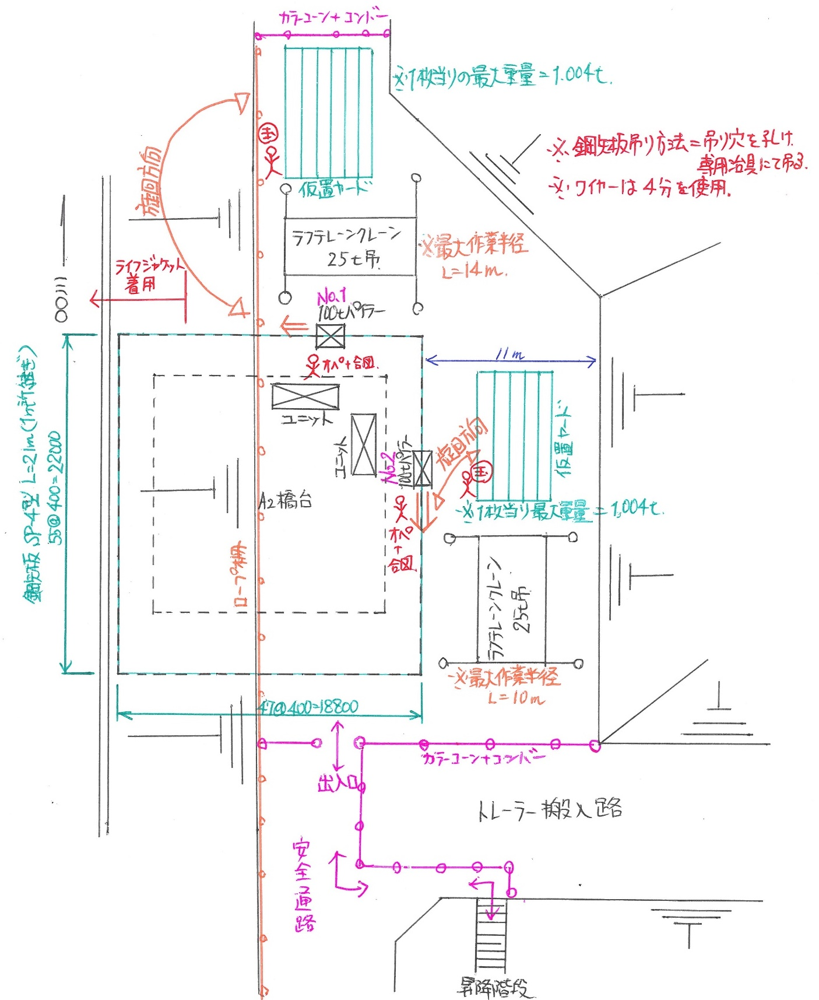 カラーコーン+コンバー
※1枚当りの最大重量=1.004t.
※鋼矢板吊り方法=吊り穴を孔け
専用冶具にて吊る.
※ワイヤーは4分を使用.
玉
旋回方向
仮置ヤード
ラフテレーンクレーン
25t吊
※最大作業半径
L=14m.
ライフジャケット
着用
〇〇川
No.1
100tパイラー
オペ+合図.
11m
ユニット
ユニット
No.2
100tパイラー
旋回方向
玉
仮置ヤード
※1枚当り最大重量=1.004t.
鋼矢板 SP-4型 L=21m(1ヶ所継ぎ)
55@400=22000
A2橋台
オペ
+
合図
ロープ柵
ラフテレーンクレーン
25t吊
※最大作業半径
L=10m
47@400=18800
カラーコーン+コンバー
出入口
トレーラー搬入路
安全通路
昇降階段